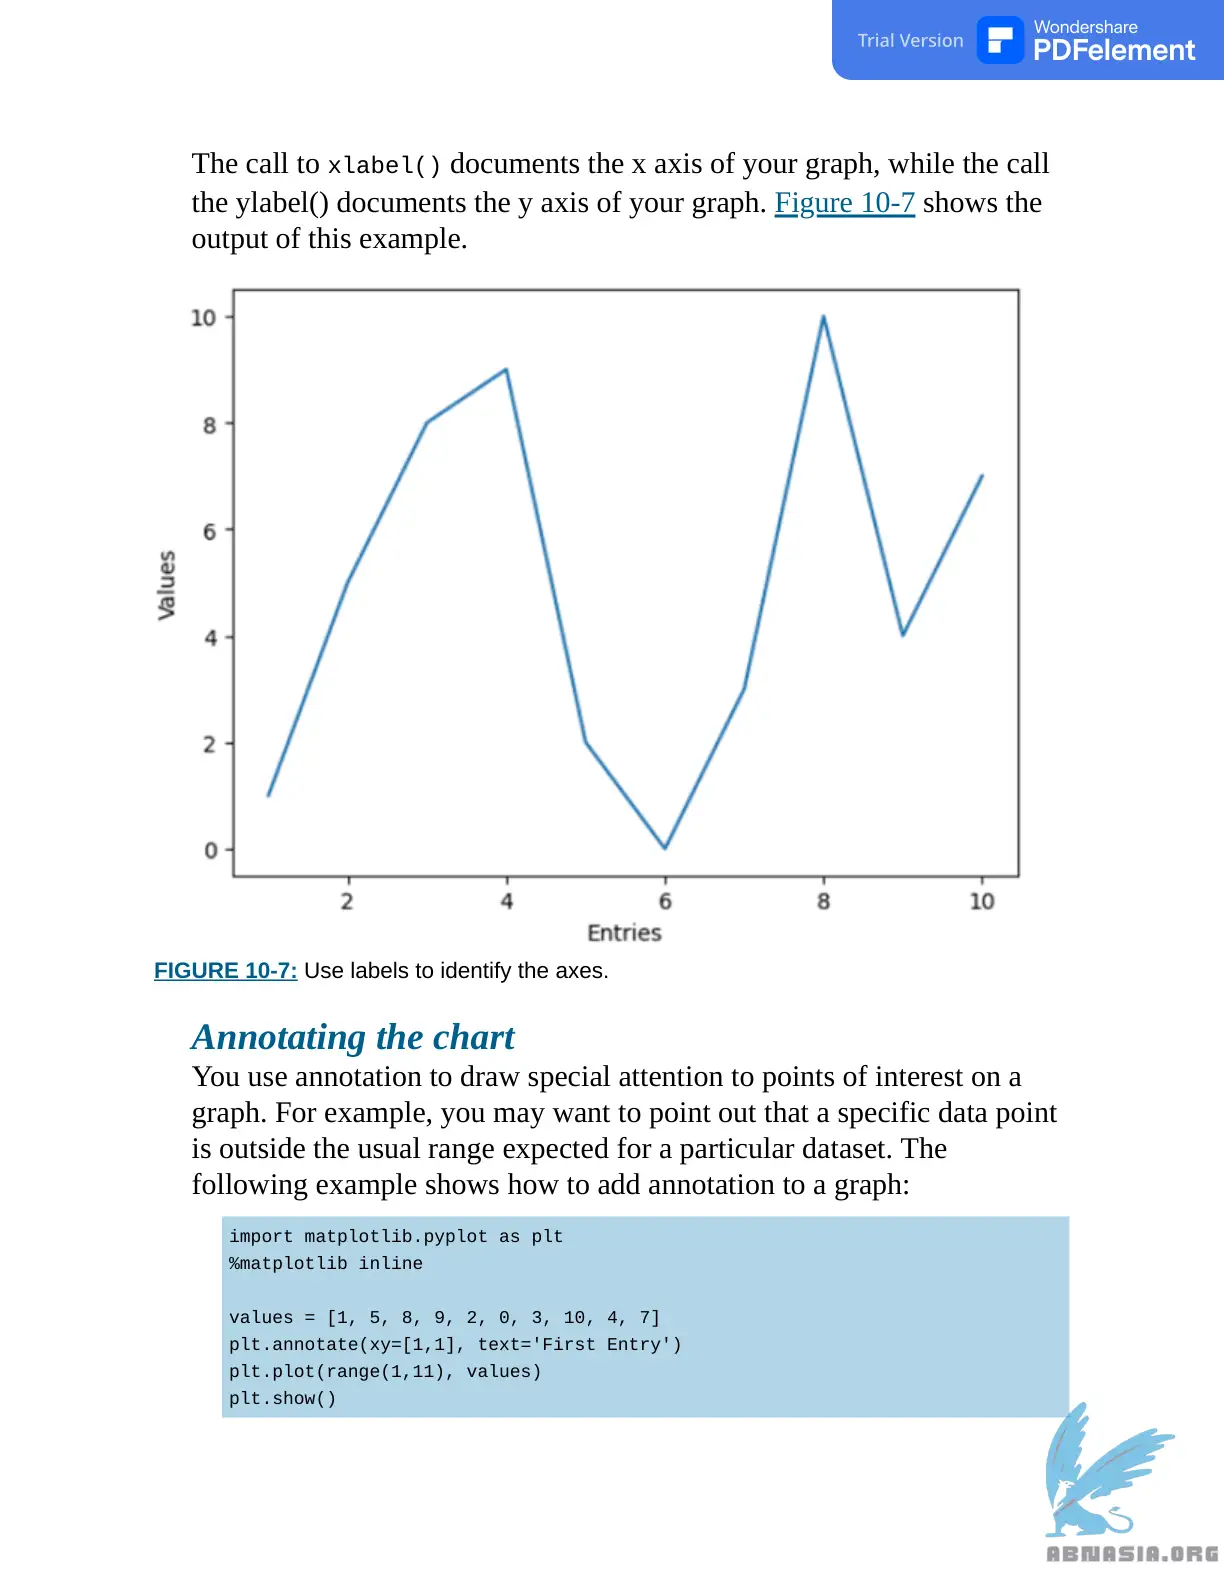 Trial Version
Wondershare
PDFelement
The call to xlabel() documents the x axis of your graph, while the call
the ylabel() documents the y axis of your graph. Figure 10-7 shows the
output of this example.
10
8
6
4
2
0
Values
2 4 6 8 10
Entries
FIGURE 10-7: Use labels to identify the axes.
Annotating the chart
You use annotation to draw special attention to points of interest on a
graph. For example, you may want to point out that a specific data point
is outside the usual range expected for a particular dataset. The
following example shows how to add annotation to a graph:
import matplotlib.pyplot as plt
%matplotlib inline
values = [1, 5, 8, 9, 2, 0, 3, 10, 4, 7]
plt.annotate(xy=[1,1], text='First Entry')
plt.plot(range(1,11), values)
plt.show()
ABNASIA.ORG